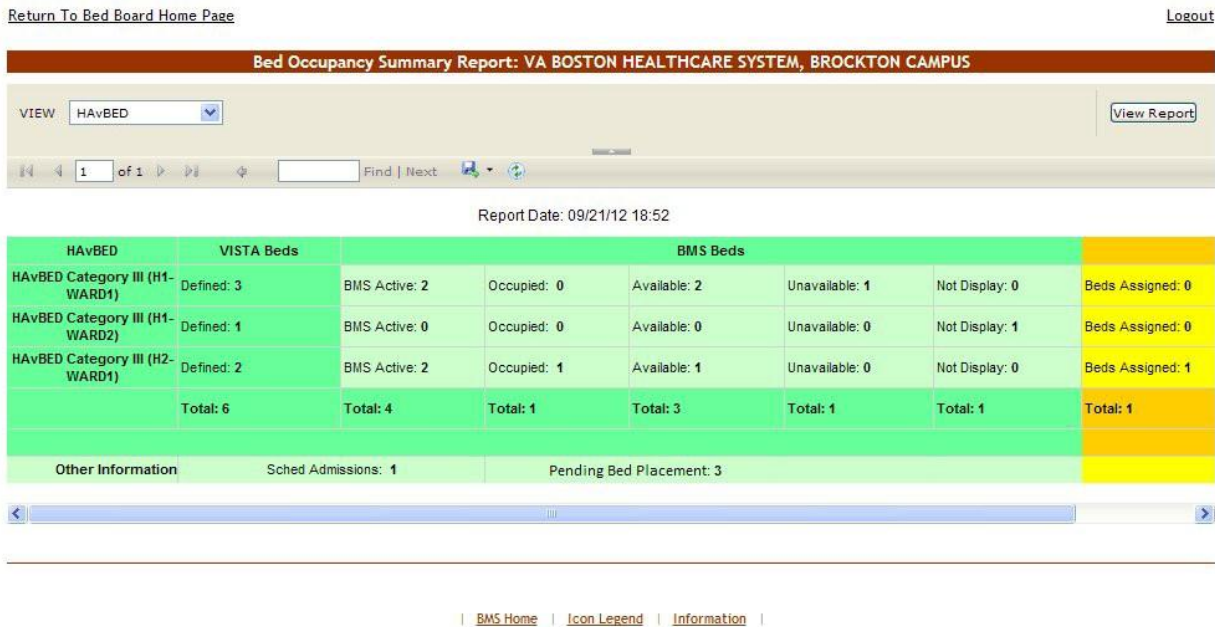 Return To Bed Board Home Page Logout
Bed Occupancy Summary Report: VA BOSTON HEALTHCARE SYSTEM, BROCKTON CAMPUS
VIEW HAvBED View Report
1 of 1 Find | Next
Report Date: 09/21/12 18:52
HAvBED VISTA Beds BMS Beds
HAvBED Category III (H1-WARD1) Defined: 3 BMS Active: 2 Occupied: 0 Available: 2 Unavailable: 1 Not Display: 0 Beds Assigned: 0
HAvBED Category III (H1-WARD2) Defined: 1 BMS Active: 0 Occupied: 0 Available: 0 Unavailable: 0 Not Display: 1 Beds Assigned: 0
HAvBED Category III (H2-WARD1) Defined: 2 BMS Active: 2 Occupied: 1 Available: 1 Unavailable: 0 Not Display: 0 Beds Assigned: 1
Total: 6 Total: 4 Total: 1 Total: 3 Total: 1 Total: 1 Total: 1
Other Information Sched Admissions: 1 Pending Bed Placement: 3
| BMS Home | Icon Legend | Information |